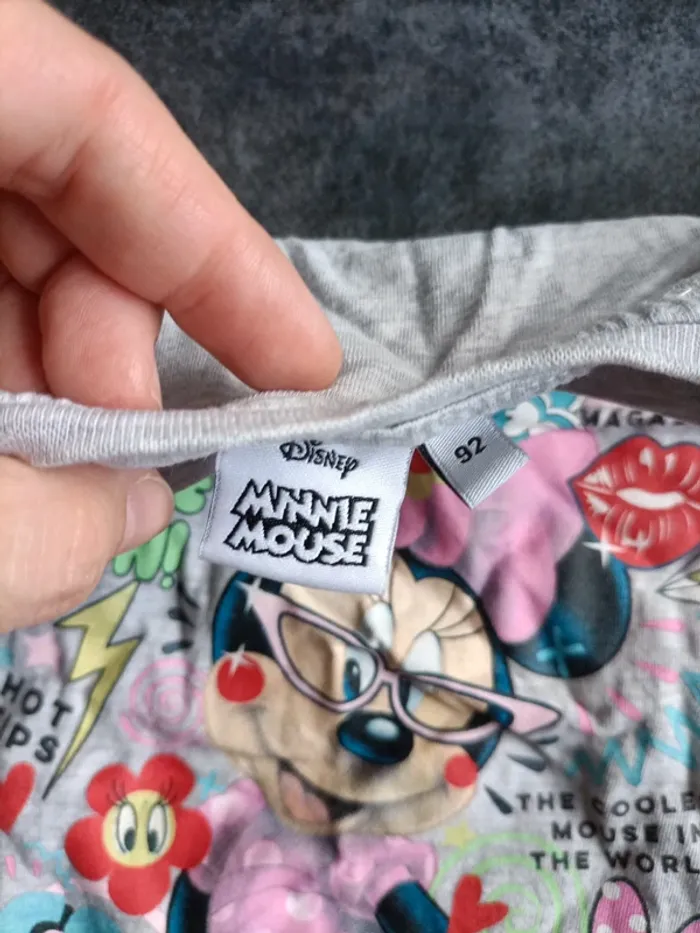 Disney
MINNIE
MOUSE
92
HOT
THE COOLE
MOUSE IN
THE WORL